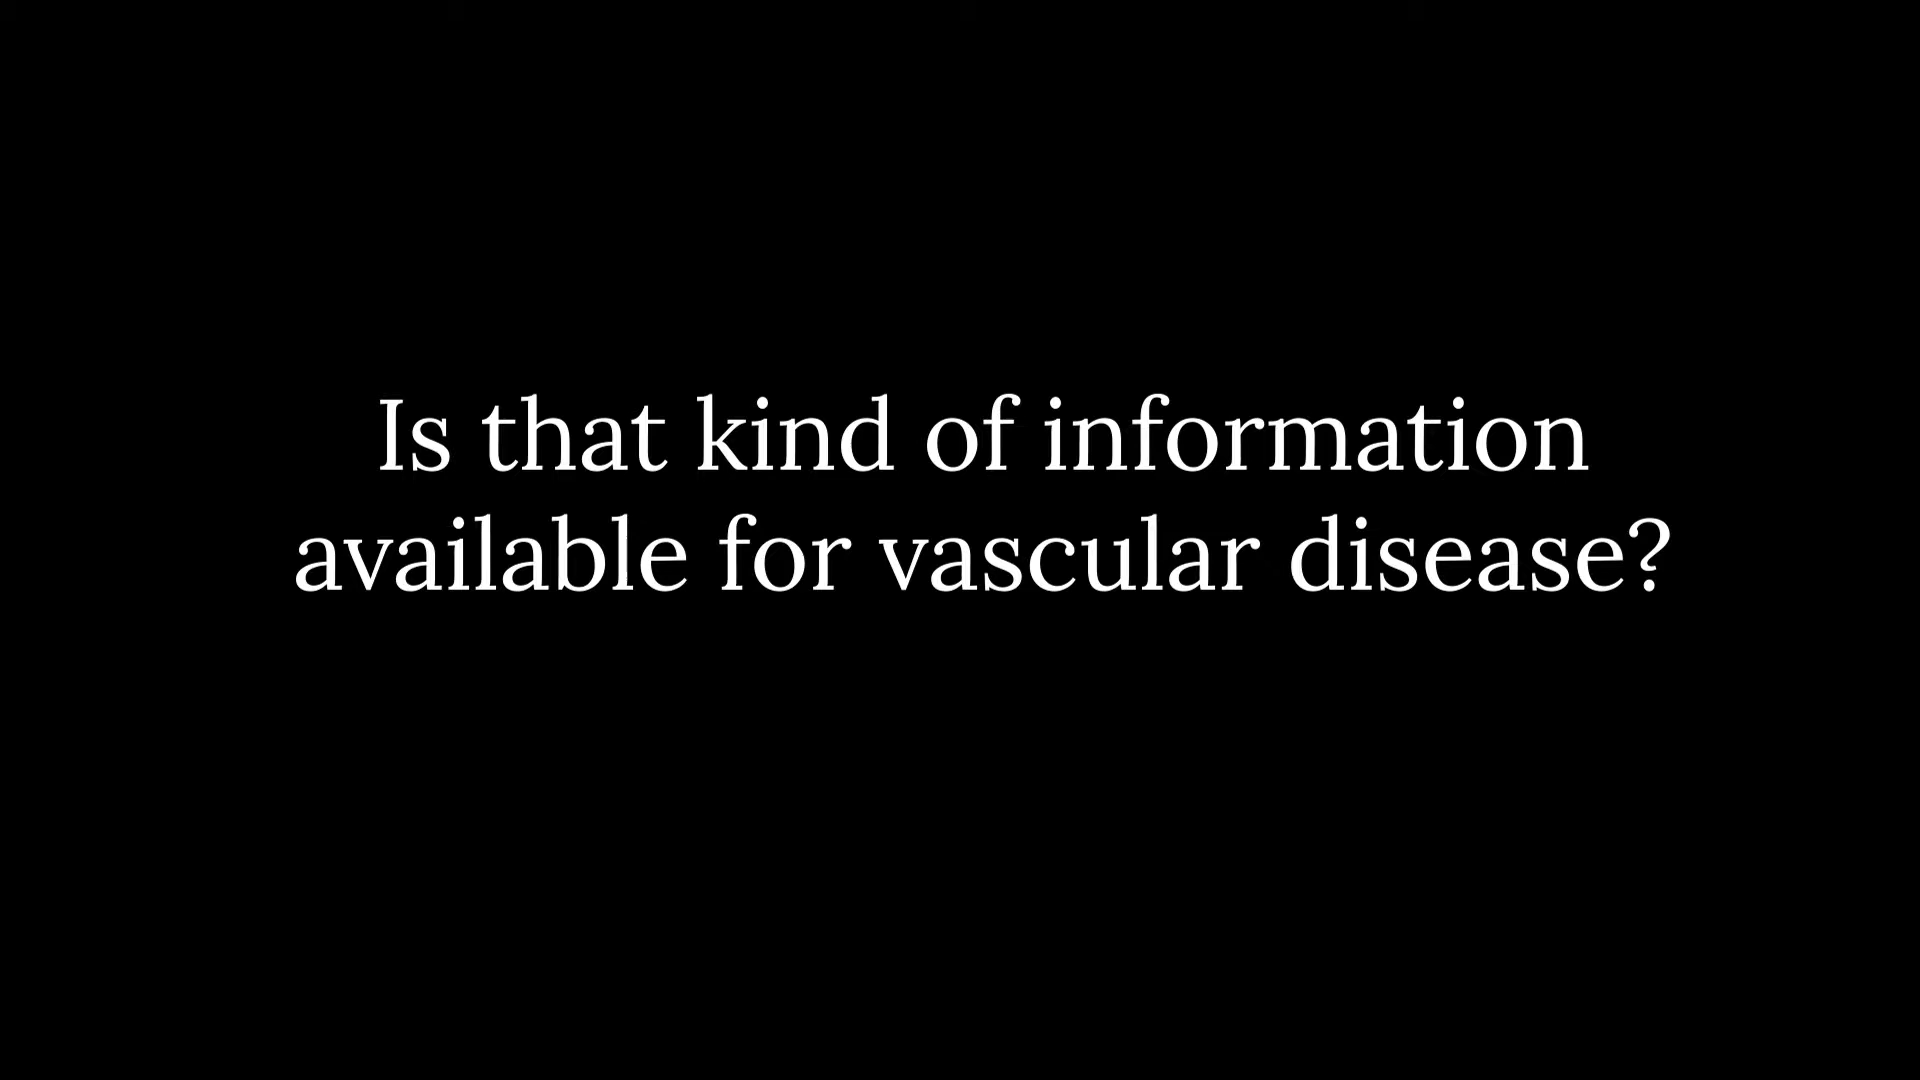 Is that kind of information
available for vascular disease?